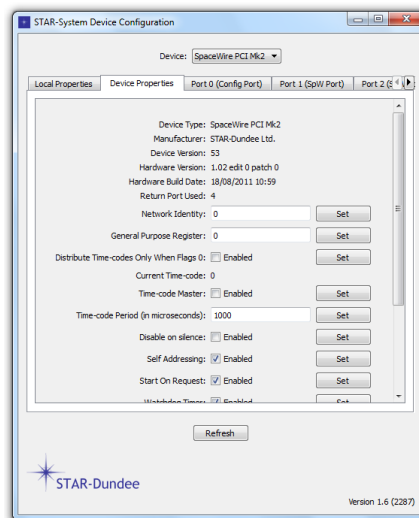 STAR-System Device Configuration
Device: SpaceWire PCI Mk2
Local Properties Device Properties Port 0 (Config Port) Port 1 (SpW Port) Port 2 (S
Device Type: SpaceWire PCI Mk2
Manufacturer: STAR-Dundee Ltd.
Device Version: 53
Hardware Version: 1.02 edit 0 patch 0
Hardware Build Date: 18/08/2011 10:59
Return Port Used: 4
Network Identity: 0 Set
General Purpose Register: 0 Set
Distribute Time-codes Only When Flags 0: Enabled Set
Current Time-code: 0
Time-code Master: Enabled Set
Time-code Period (in microseconds): 1000 Set
Disable on silence: Enabled Set
Self Addressing: Enabled Set
Start On Request: Enabled Set
Watchdog Timer: Enabled Set
Refresh
STAR-Dundee
Version 1.6 (2287)